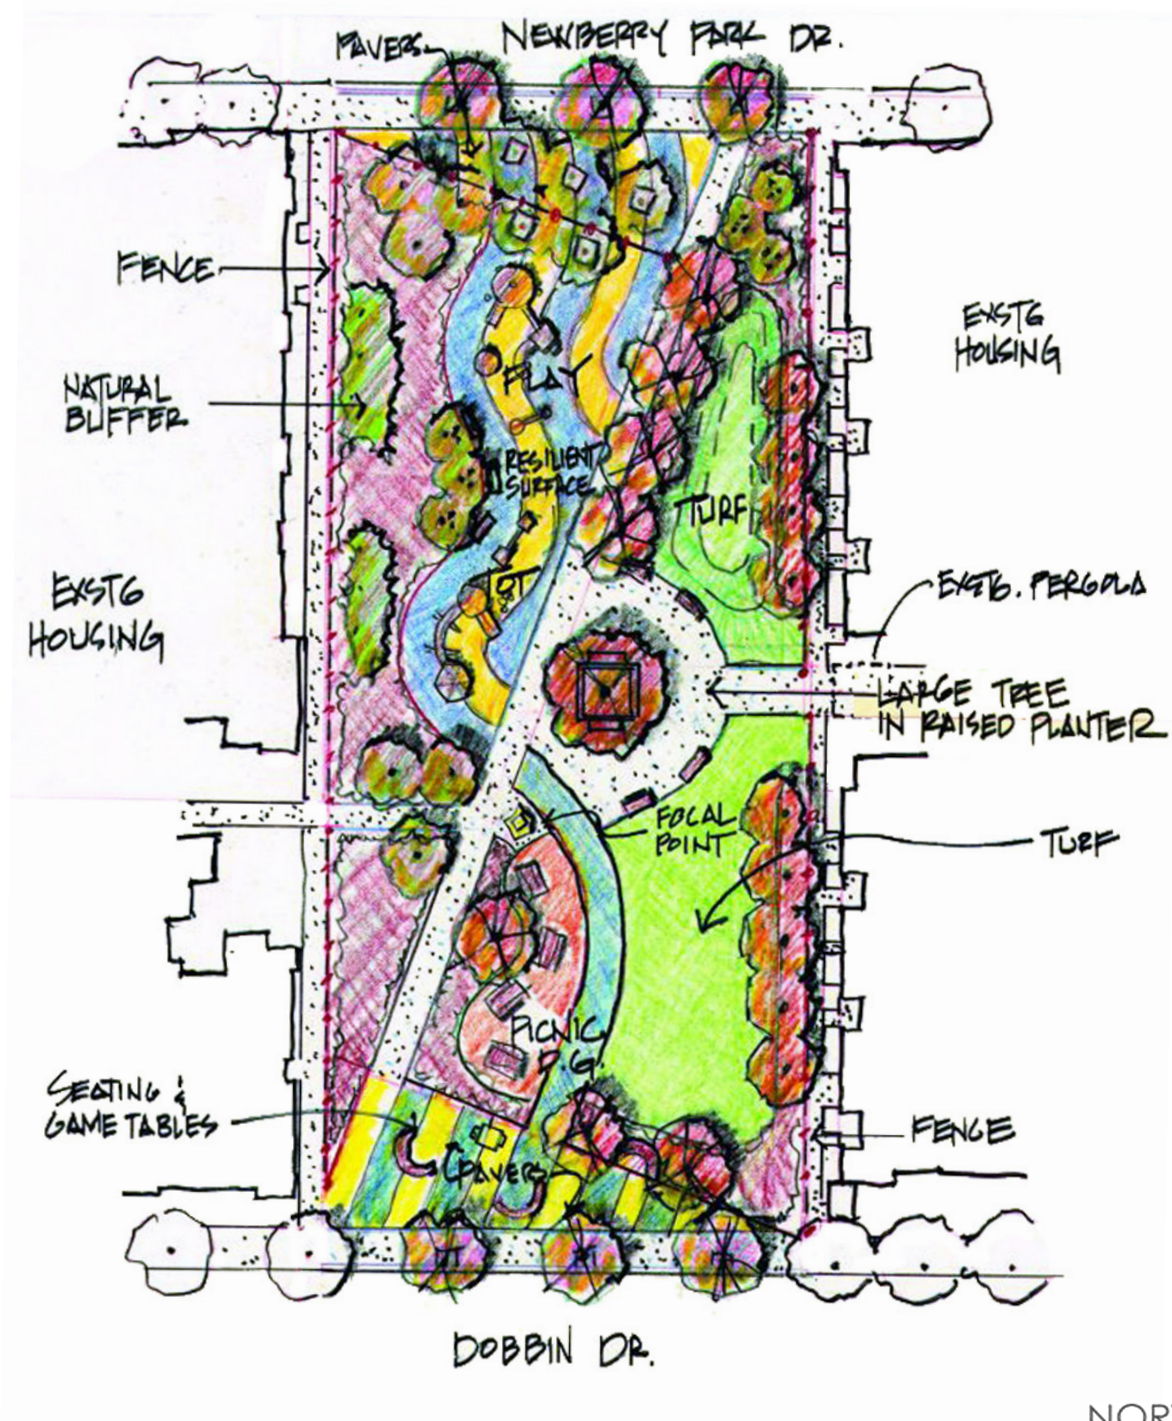 NEWBERRY PARK DR.
PAVERS
FENCE
EXSTG
HOUSING
NATURAL
BUFFER
PLAY
RESILIENT
SURFACE
TURF
TOT
EXSTG
HOUSING
EXSTG. PERGOLA
LARGE TREE
IN RAISED PLANTER
FOCAL
POINT
TURF
PICNIC
P.G.
SEATING &
GAME TABLES
PAVERS
FENCE
DOBBIN DR.